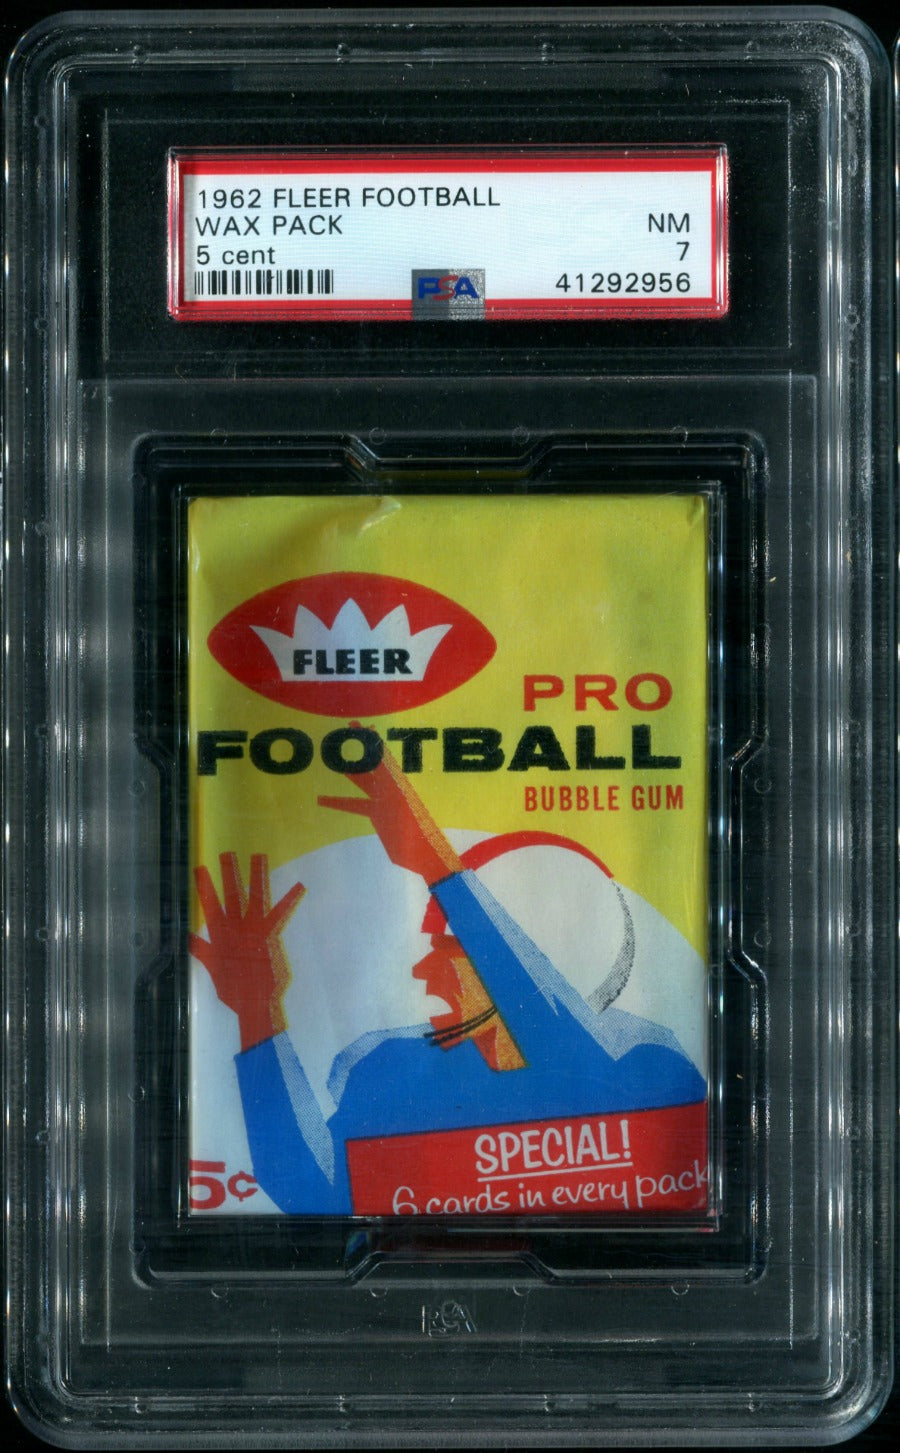 1962 FLEER FOOTBALL
WAX PACK NM
5 cent 7
PSA 41292956
FLEER
PRO
FOOTBALL
BUBBLE GUM
SPECIAL!
6 cards in every pack
5¢
PSA